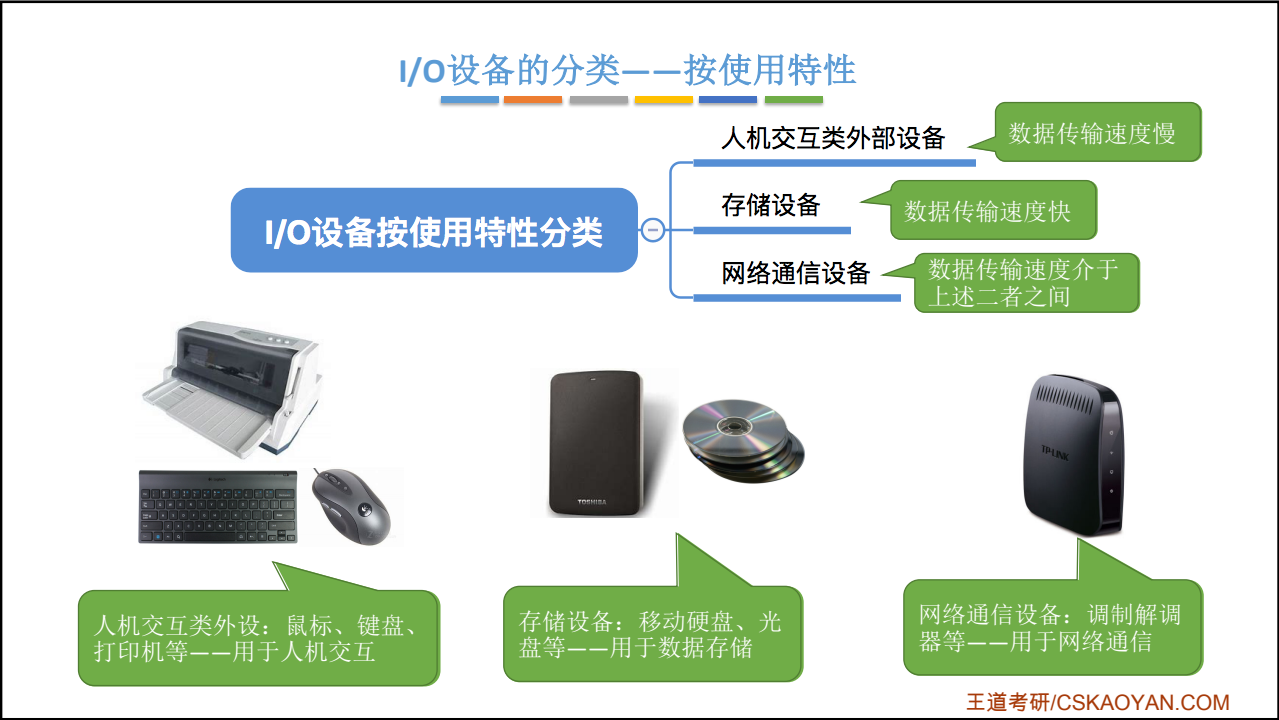 I/O设备的分类——按使用特性
人机交互类外部设备
数据传输速度慢
I/O设备按使用特性分类
存储设备
数据传输速度快
网络通信设备
数据传输速度介于
上述二者之间
TOSHIBA
TP-LINK
人机交互类外设：鼠标、键盘、
打印机等——用于人机交互
存储设备：移动硬盘、光
盘等——用于数据存储
网络通信设备：调制解调
器等——用于网络通信
王道考研/CSKAOYAN.COM